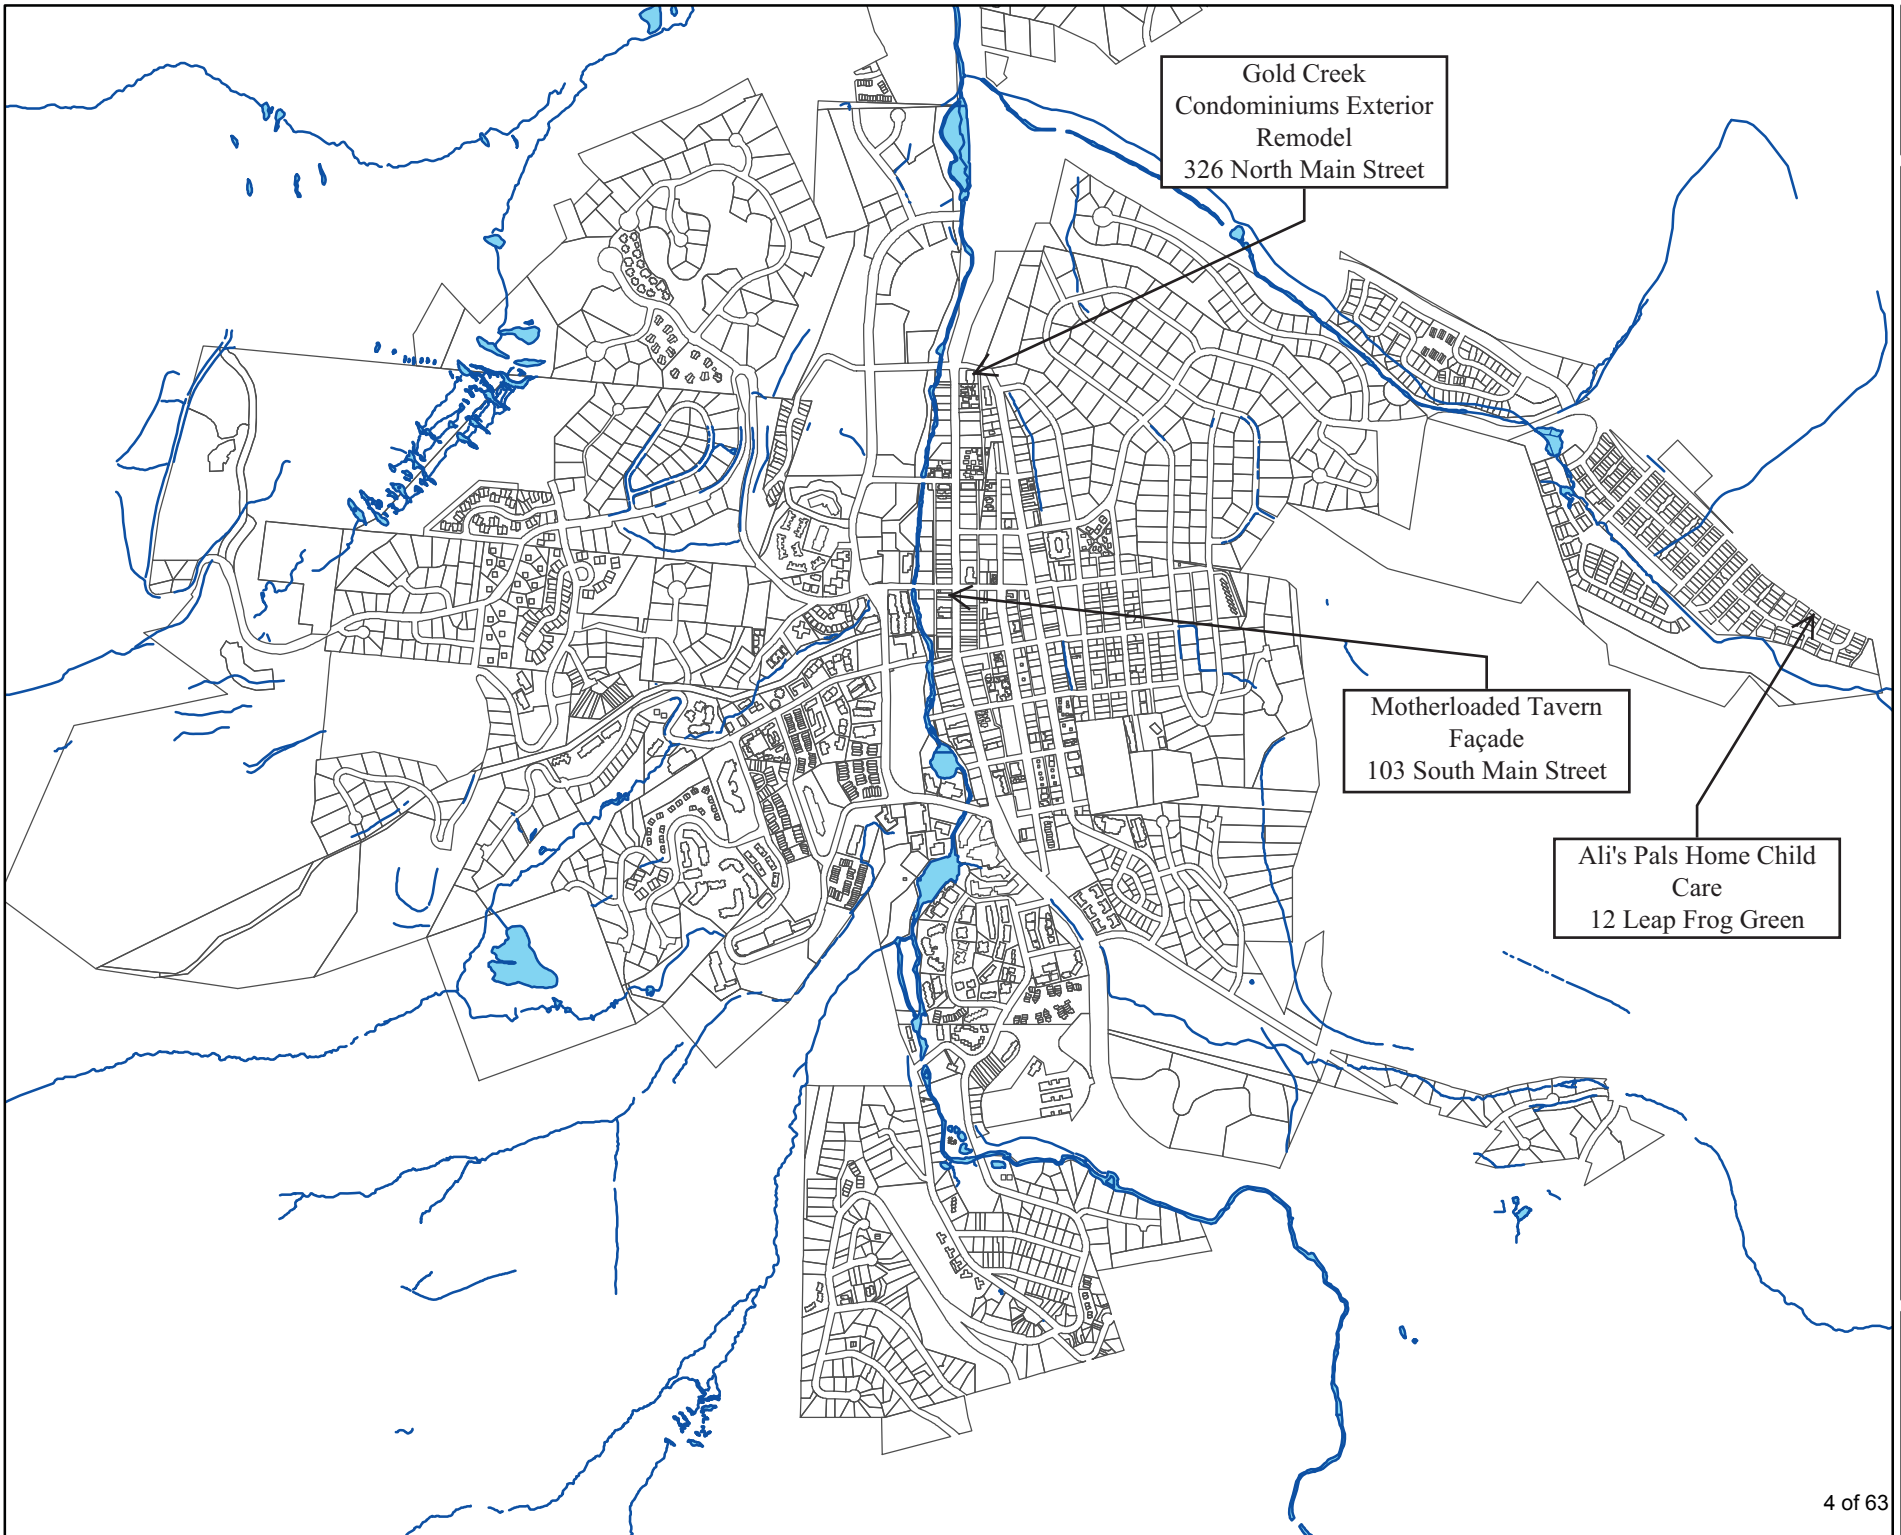 Gold Creek
Condominiums Exterior
Remodel
326 North Main Street
Motherloaded Tavern
Façade
103 South Main Street
Ali's Pals Home Child
Care
12 Leap Frog Green
4 of 63